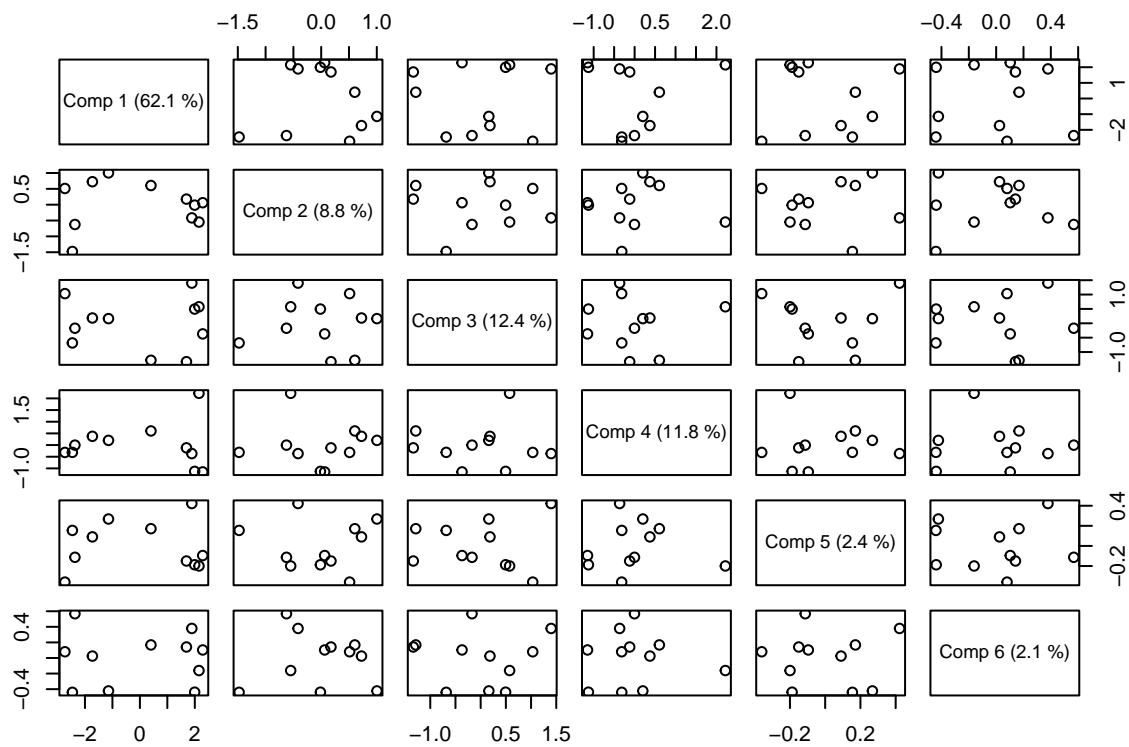 −1.5 0.0 1.0 −1.0 0.5 2.0 −0.4 0.0 0.4
Comp 1 (62.1 %)
−2 1
−1.5 0.5
Comp 2 (8.8 %)
Comp 3 (12.4 %)
−1.0 1.0
−1.0 1.5
Comp 4 (11.8 %)
Comp 5 (2.4 %)
−0.2 0.4
−0.4 0.4
Comp 6 (2.1 %)
−2 0 2 −1.0 0.5 1.5 −0.2 0.2